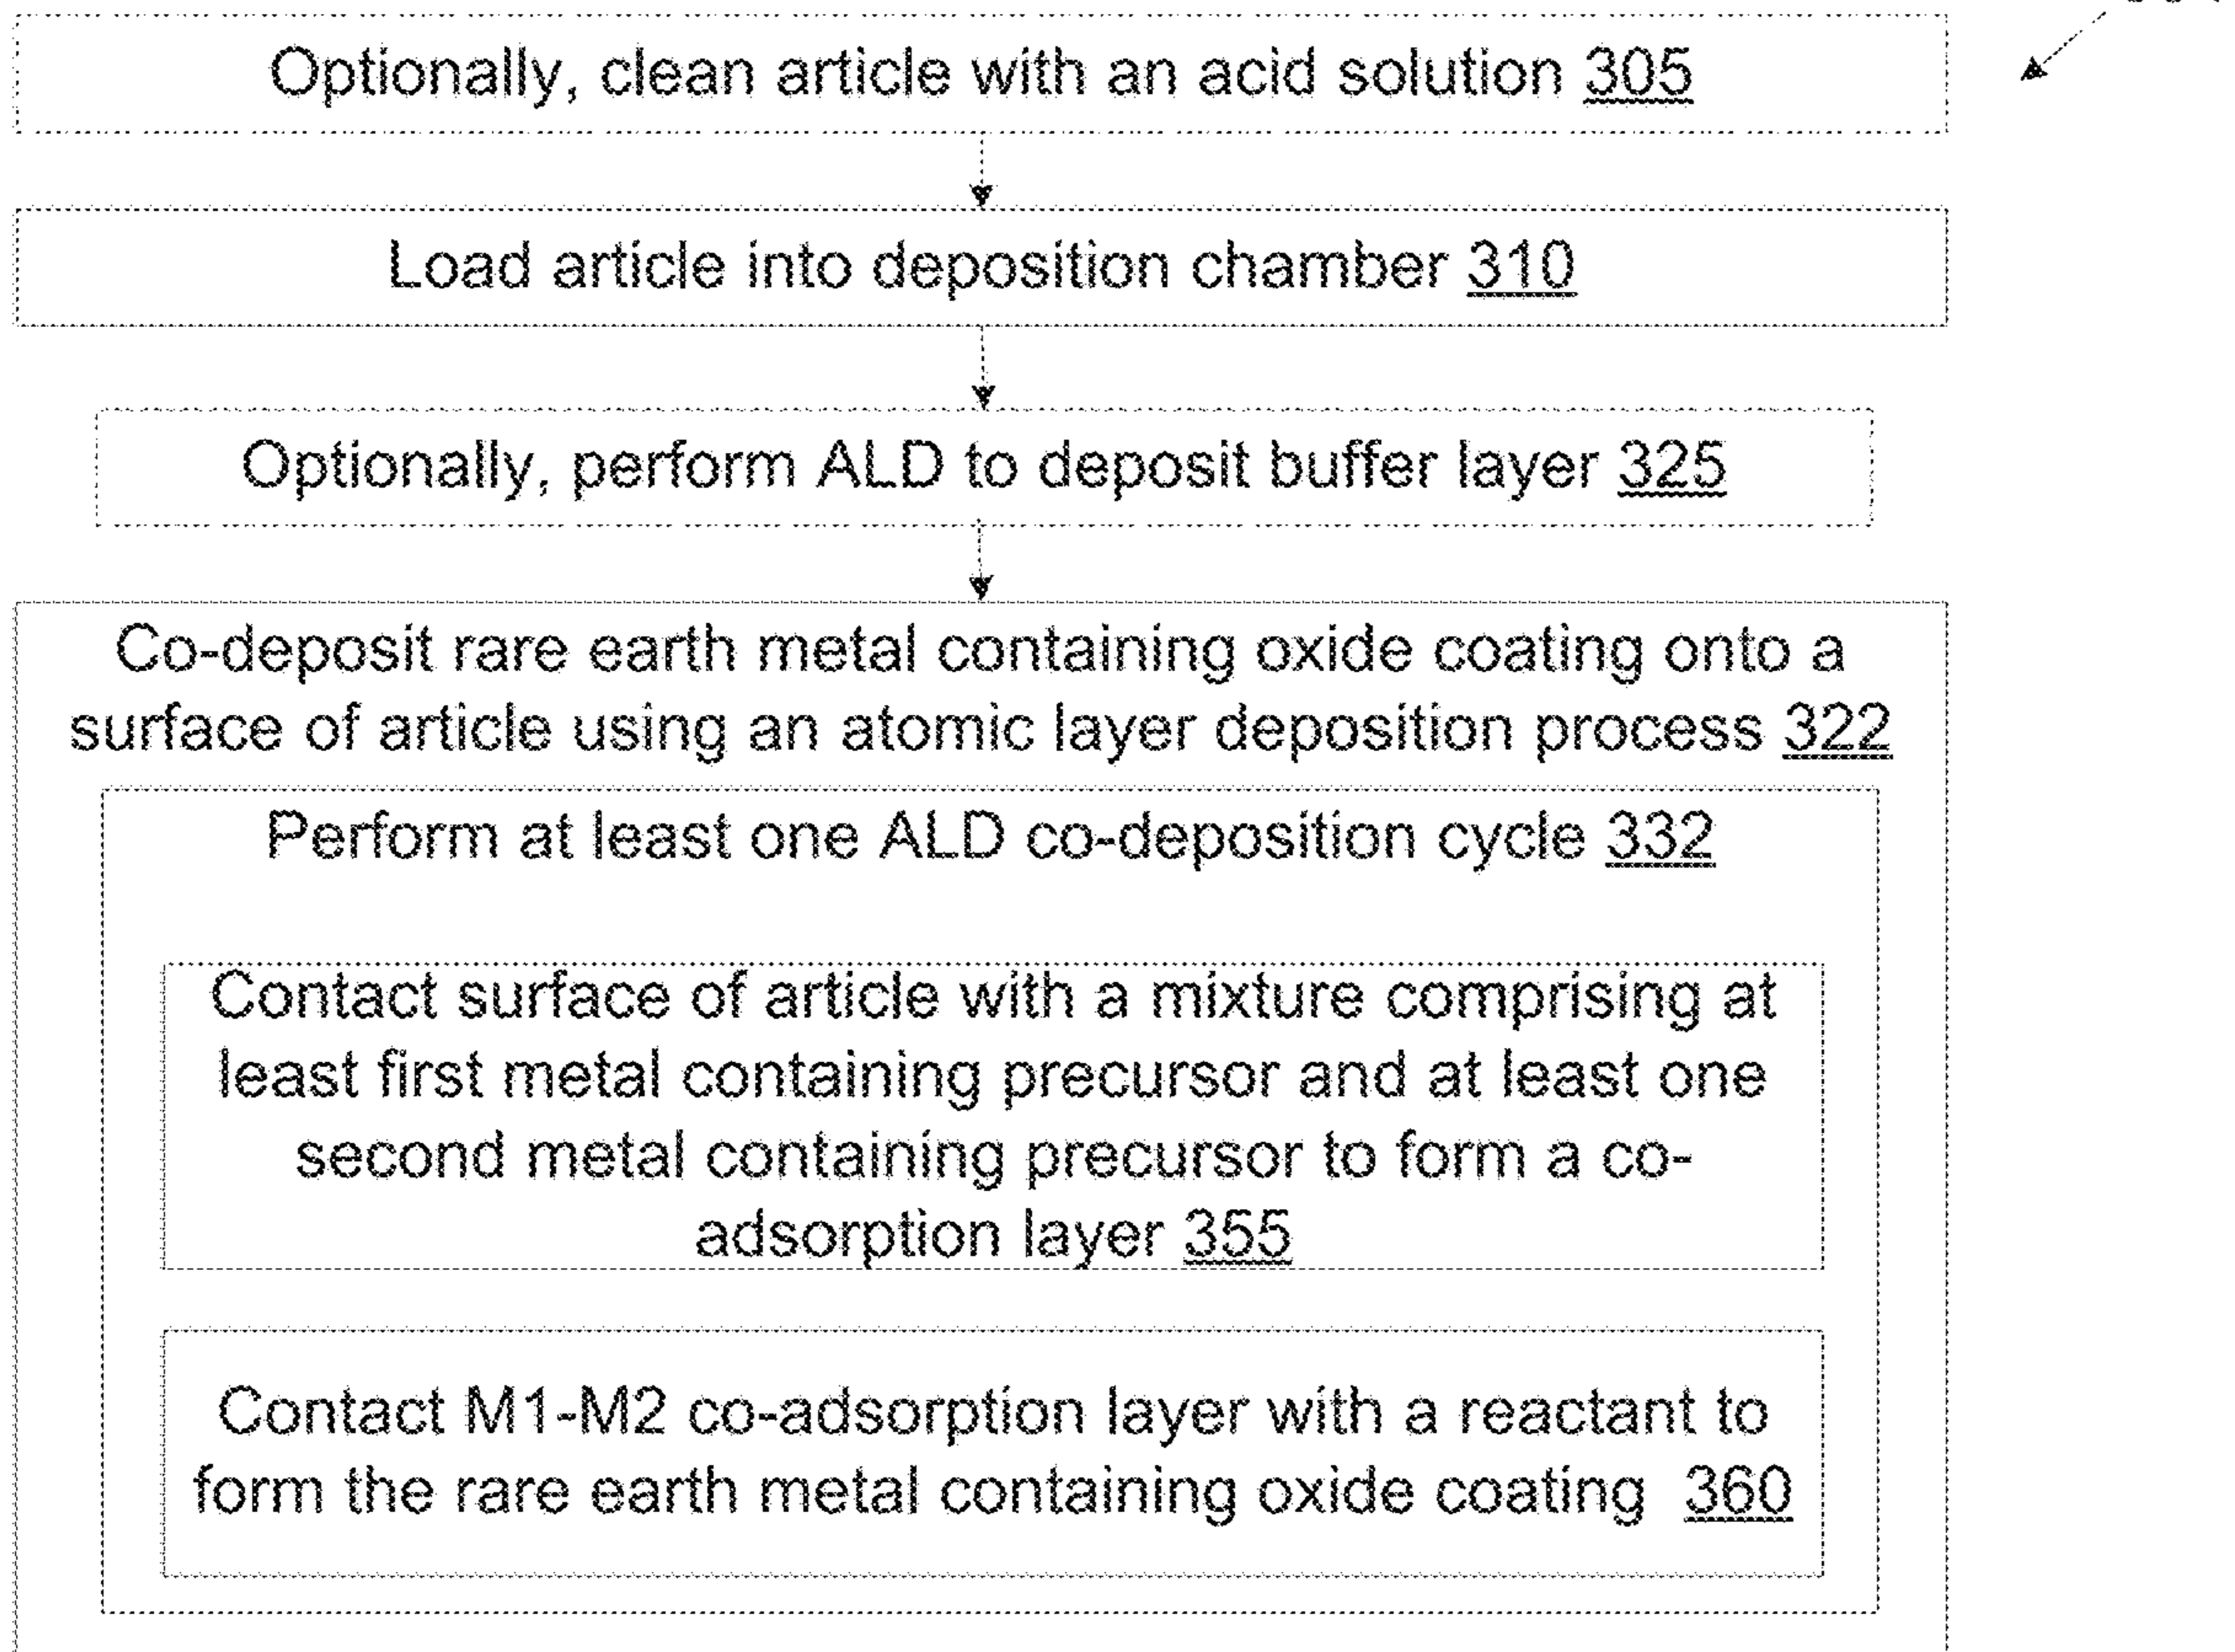 Optionally, clean article with an acid solution 305
Load article into deposition chamber 310
Optionally, perform ALD to deposit buffer layer 325
Co-deposit rare earth metal containing oxide coating onto a
surface of article using an atomic layer deposition process 322
Perform at least one ALD co-deposition cycle 332
Contact surface of article with a mixture comprising at
least first metal containing precursor and at least one
second metal containing precursor to form a co-
adsorption layer 355
Contact M1-M2 co-adsorption layer with a reactant to
form the rare earth metal containing oxide coating 360